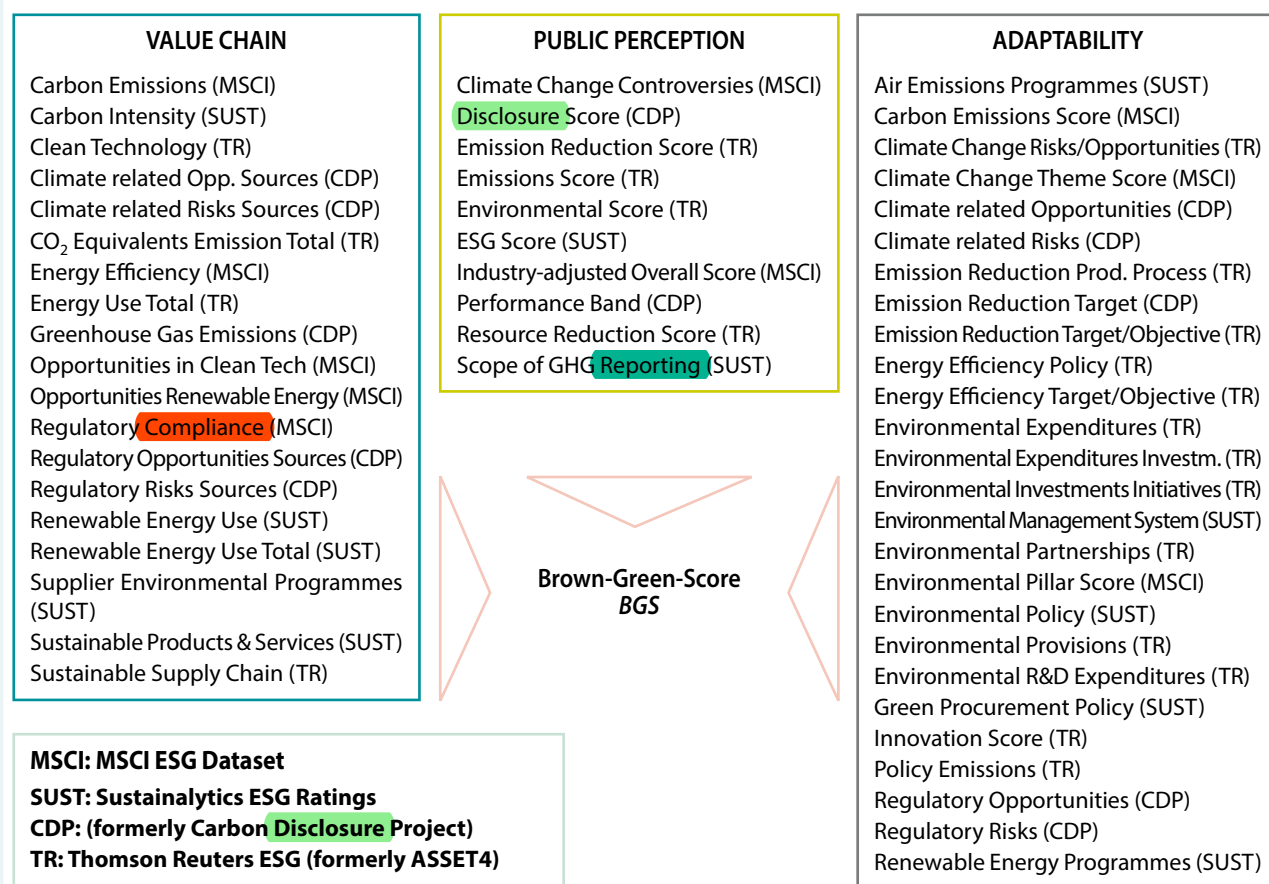 VALUE CHAIN
Carbon Emissions (MSCI)
Carbon Intensity (SUST)
Clean Technology (TR)
Climate related Opp. Sources (CDP)
Climate related Risks Sources (CDP)
CO₂ Equivalents Emission Total (TR)
Energy Efficiency (MSCI)
Energy Use Total (TR)
Greenhouse Gas Emissions (CDP)
Opportunities in Clean Tech (MSCI)
Opportunities Renewable Energy (MSCI)
Regulatory Compliance (MSCI)
Regulatory Opportunities Sources (CDP)
Regulatory Risks Sources (CDP)
Renewable Energy Use (SUST)
Renewable Energy Use Total (SUST)
Supplier Environmental Programmes
(SUST)
Sustainable Products & Services (SUST)
Sustainable Supply Chain (TR)
PUBLIC PERCEPTION
Climate Change Controversies (MSCI)
Disclosure Score (CDP)
Emission Reduction Score (TR)
Emissions Score (TR)
Environmental Score (TR)
ESG Score (SUST)
Industry-adjusted Overall Score (MSCI)
Performance Band (CDP)
Resource Reduction Score (TR)
Scope of GHG Reporting (SUST)
Brown-Green-Score
BGS
ADAPTABILITY
Air Emissions Programmes (SUST)
Carbon Emissions Score (MSCI)
Climate Change Risks/Opportunities (TR)
Climate Change Theme Score (MSCI)
Climate related Opportunities (CDP)
Climate related Risks (CDP)
Emission Reduction Prod. Process (TR)
Emission Reduction Target (CDP)
Emission Reduction Target/Objective (TR)
Energy Efficiency Policy (TR)
Energy Efficiency Target/Objective (TR)
Environmental Expenditures (TR)
Environmental Expenditures Investm. (TR)
Environmental Investments Initiatives (TR)
Environmental Management System (SUST)
Environmental Partnerships (TR)
Environmental Pillar Score (MSCI)
Environmental Policy (SUST)
Environmental Provisions (TR)
Environmental R&D Expenditures (TR)
Green Procurement Policy (SUST)
Innovation Score (TR)
Policy Emissions (TR)
Regulatory Opportunities (CDP)
Regulatory Risks (CDP)
Renewable Energy Programmes (SUST)
MSCI: MSCI ESG Dataset
SUST: Sustainalytics ESG Ratings
CDP: (formerly Carbon Disclosure Project)
TR: Thomson Reuters ESG (formerly ASSET4)